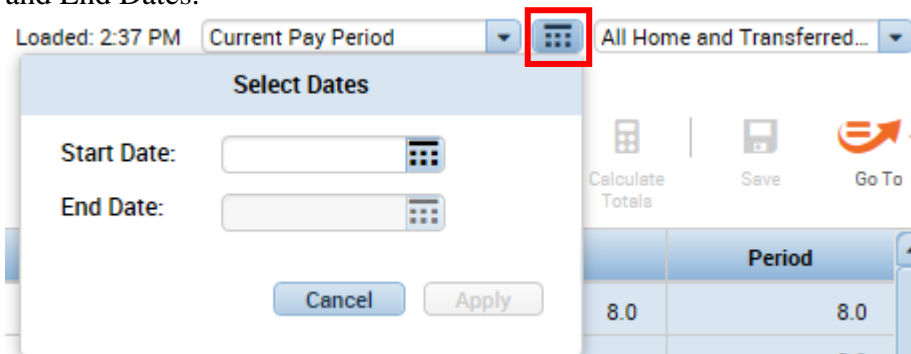 and End Dates.
Loaded: 2:37 PM Current Pay Period All Home and Transferred...
Select Dates
Start Date:
End Date:
Calculate Totals Save Go To
Period
Cancel Apply
8.0 8.0